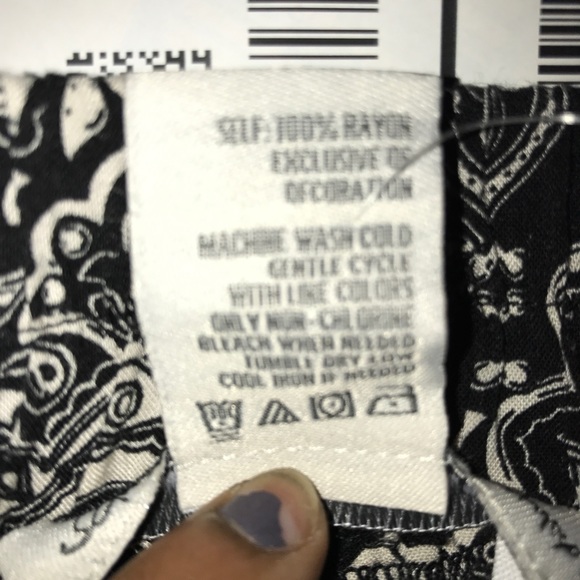 SELF: 100% RAYON
EXCLUSIVE OF
DECORATION
MACHINE WASH COLD
GENTLE CYCLE
WITH LIKE COLORS
ONLY NON-CHLORINE
BLEACH WHEN NEEDED
TUMBLE DRY LOW
COOL IRON IF NEEDED